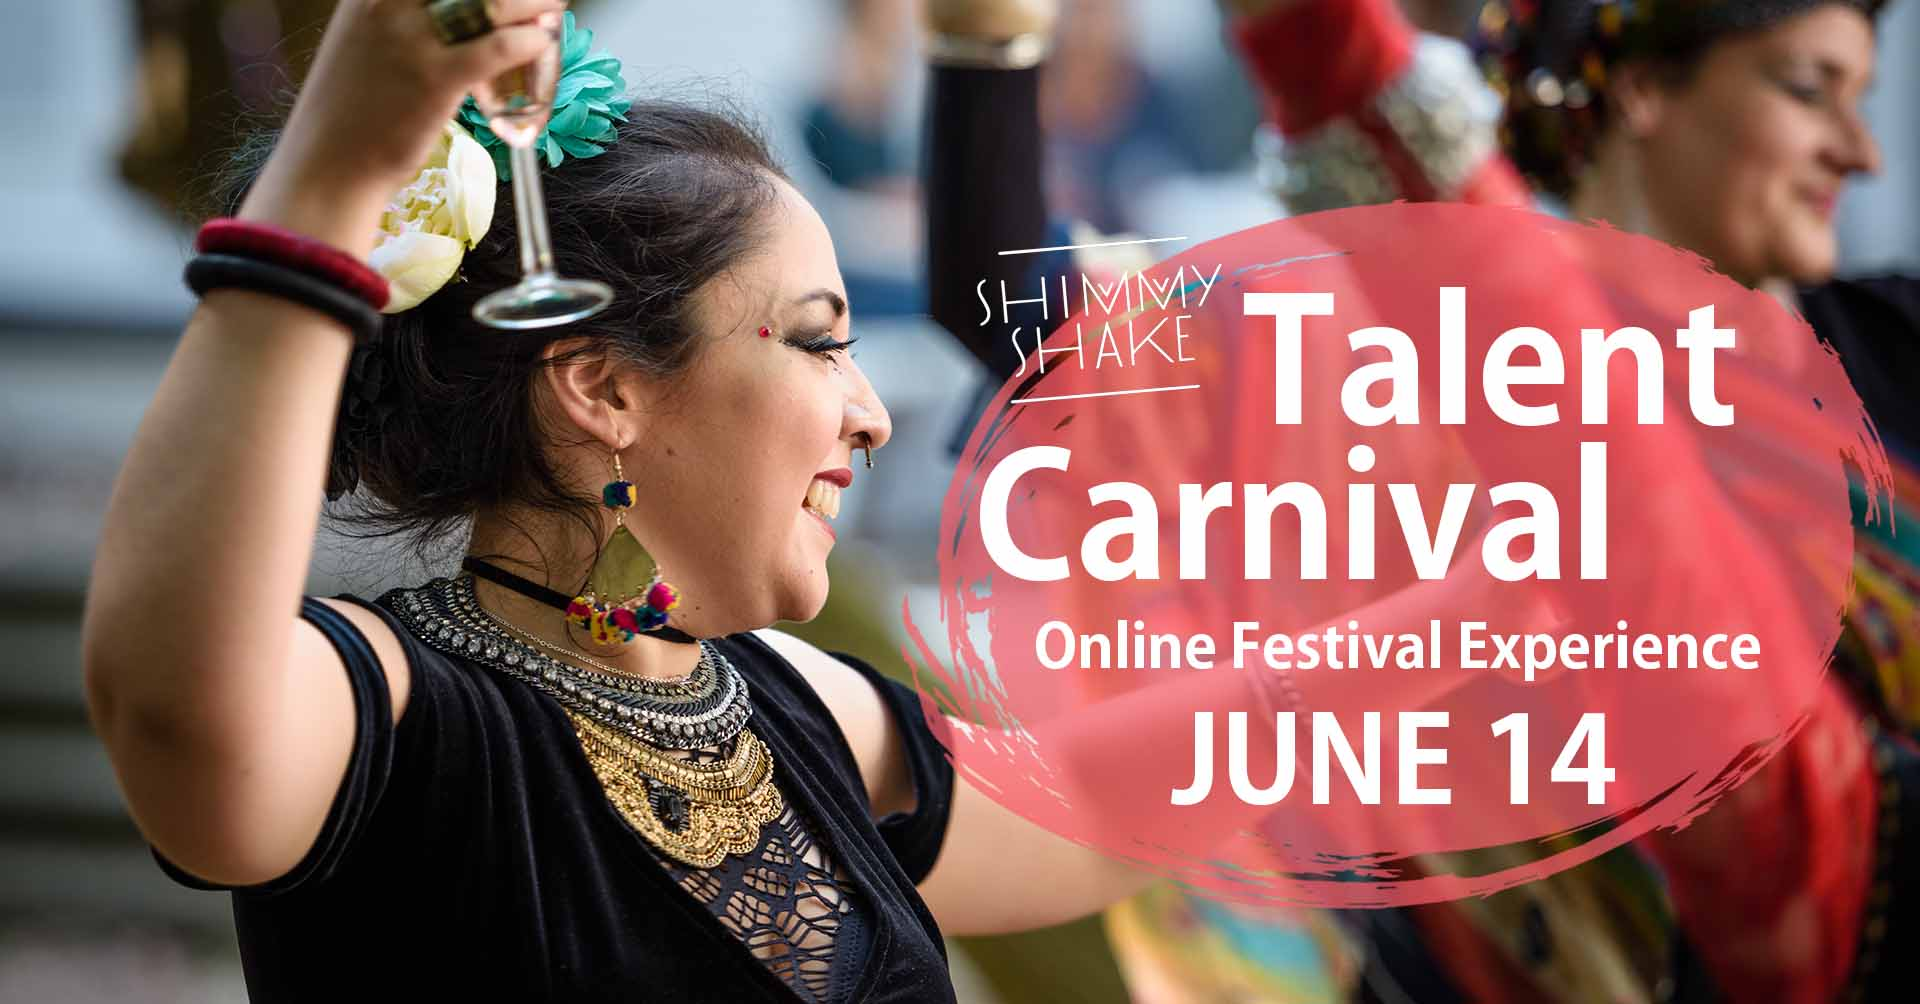 SHIMMY
SHAKE
Talent
Carnival
Online Festival Experience
JUNE 14